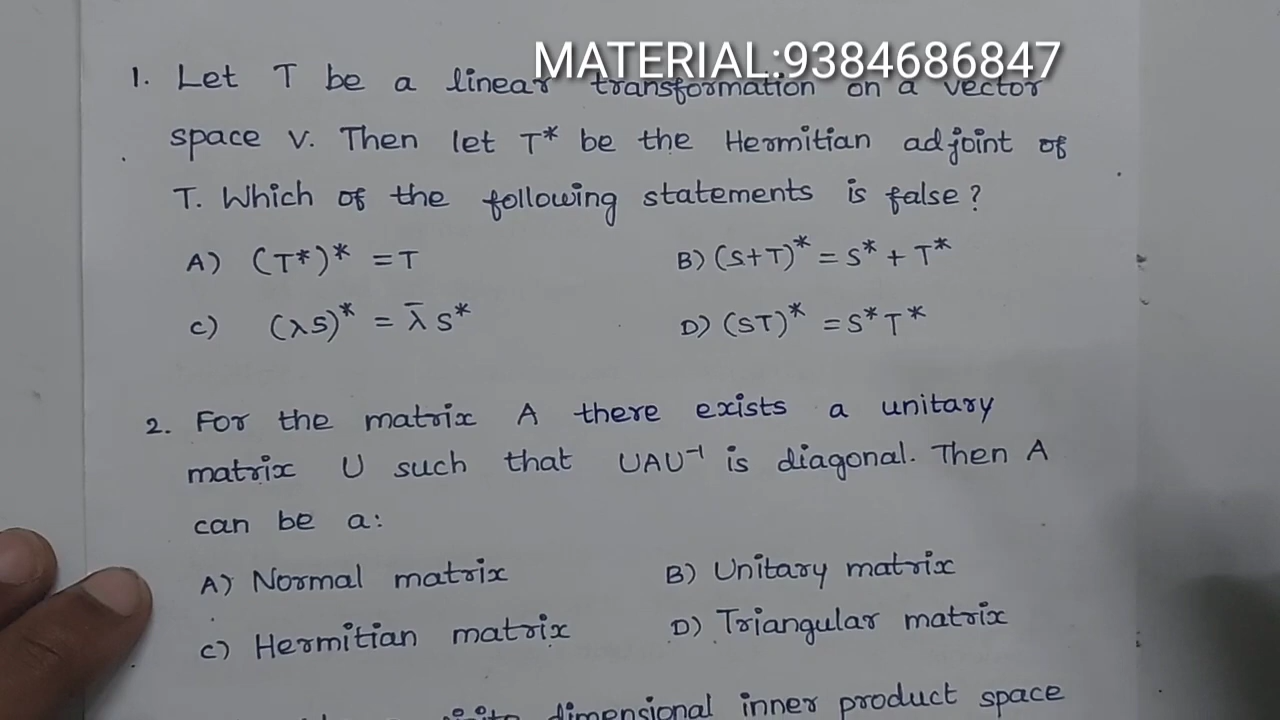 MATERIAL:9384686847
1. Let T be a linear transformation on a vector
space V. Then let T* be the Hermitian adjoint of
T. Which of the following statements is false?
A) (T*)* = T B) (S+T)* = S* + T*
C) (λS)* = λ̄ S* D) (ST)* = S*T*
2. For the matrix A there exists a unitary
matrix U such that UAU⁻¹ is diagonal. Then A
can be a:
A) Normal matrix B) Unitary matrix
C) Hermitian matrix D) Triangular matrix
dimensional inner product space